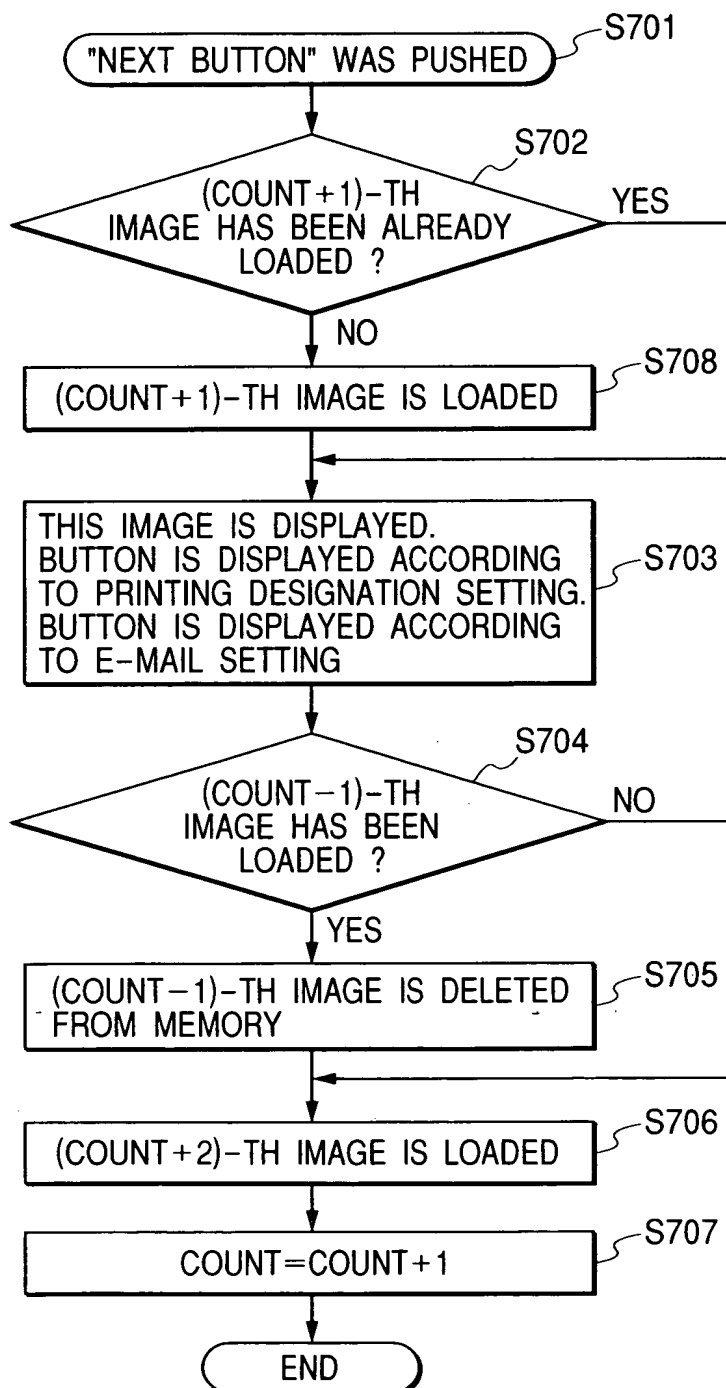 S701
"NEXT BUTTON" WAS PUSHED
S702
(COUNT+1)-TH
IMAGE HAS BEEN ALREADY
LOADED ?
YES
NO
S708
(COUNT+1)-TH IMAGE IS LOADED
THIS IMAGE IS DISPLAYED.
BUTTON IS DISPLAYED ACCORDING
TO PRINTING DESIGNATION SETTING.
BUTTON IS DISPLAYED ACCORDING
TO E-MAIL SETTING
S703
S704
(COUNT−1)-TH
IMAGE HAS BEEN
LOADED ?
NO
YES
S705
(COUNT−1)-TH IMAGE IS DELETED
FROM MEMORY
S706
(COUNT+2)-TH IMAGE IS LOADED
S707
COUNT=COUNT+1
END